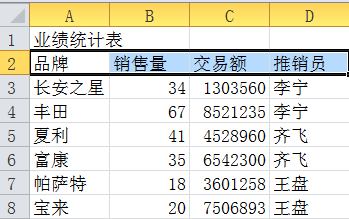 A B C D
1 业绩统计表
2 品牌 销售量 交易额 推销员
3 长安之星 34 1303560 李宁
4 丰田 67 8521235 李宁
5 夏利 41 4528960 齐飞
6 富康 35 6542300 齐飞
7 帕萨特 18 3601258 王盘
8 宝来 20 7506893 王盘